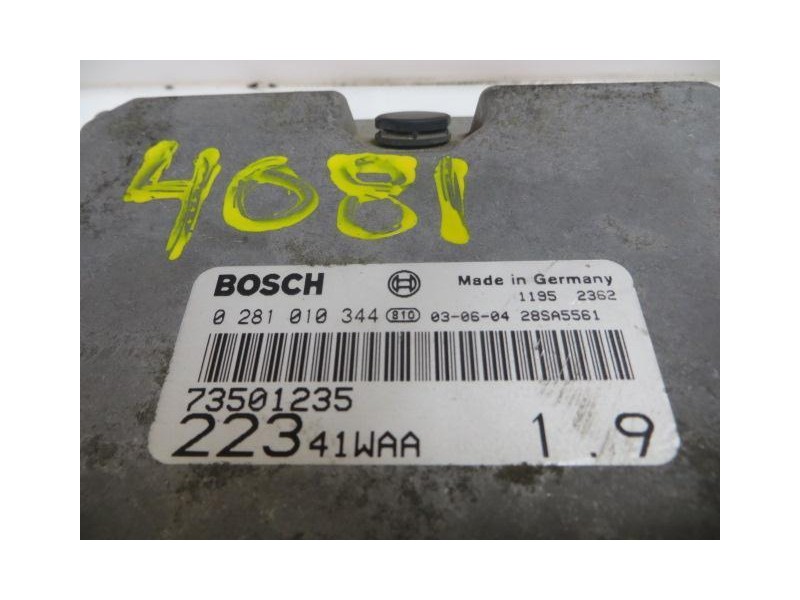 4081
BOSCH Made in Germany
1195 2362
0 281 010 344 810 03-06-04 28SA5561
73501235
223 41WAA 1.9